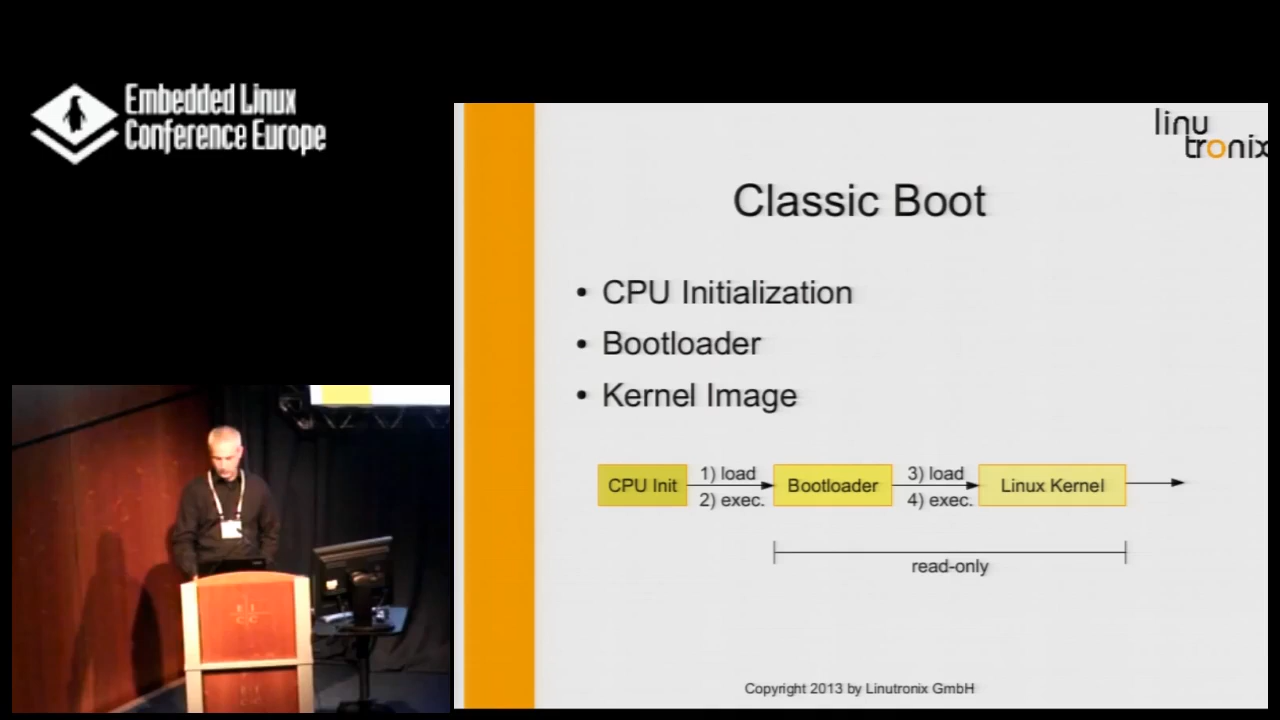 Embedded Linux
Conference Europe
linu
tronix
Classic Boot
• CPU Initialization
• Bootloader
• Kernel Image
CPU Init
1) load
2) exec.
Bootloader
3) load
4) exec.
Linux Kernel
read-only
Copyright 2013 by Linutronix GmbH